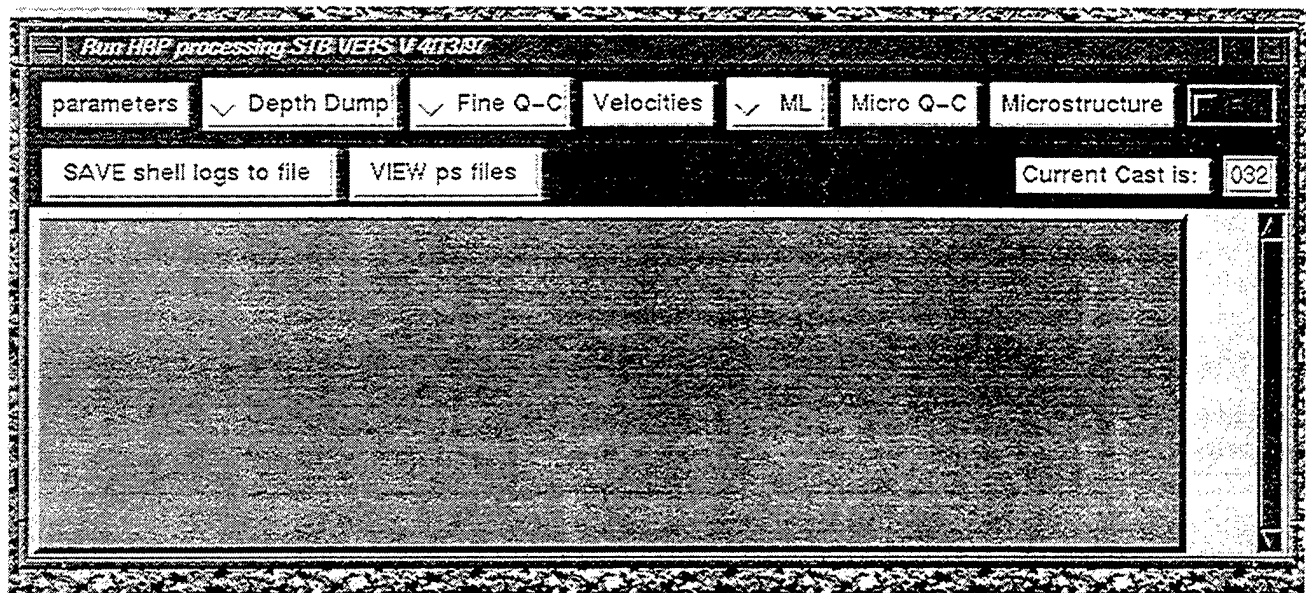 Run HRP processing STB VERS V 4/13/97
parameters Depth Dump Fine Q-C Velocities ML Micro Q-C Microstructure
SAVE shell logs to file VIEW ps files Current Cast is: 032